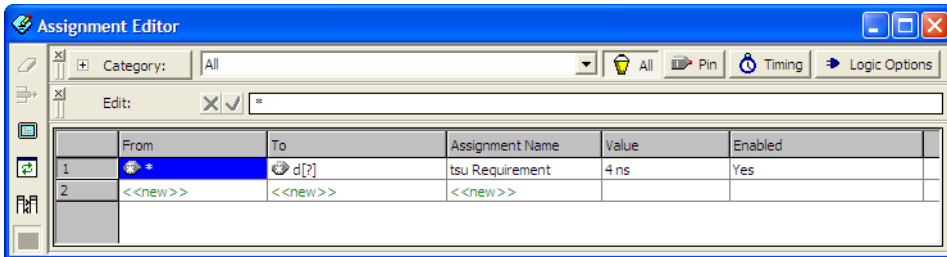 Assignment Editor
Category: All All Pin Timing Logic Options
Edit: *
From To Assignment Name Value Enabled
1 * d[?] tsu Requirement 4 ns Yes
2 <<new>> <<new>> <<new>>